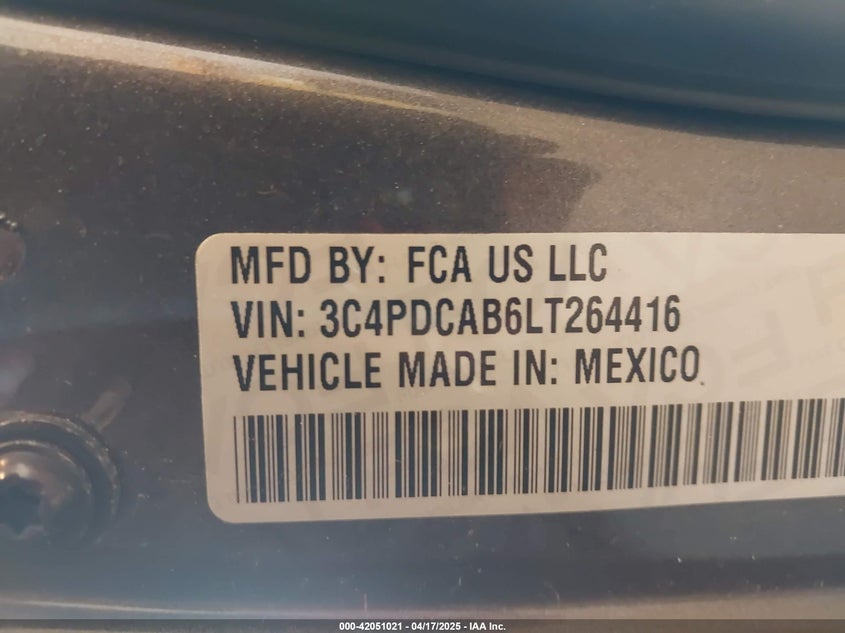 MFD BY: FCA US LLC
VIN: 3C4PDCAB6LT264416
VEHICLE MADE IN: MEXICO.
000-42051021 - 04/17/2025 - IAA Inc.